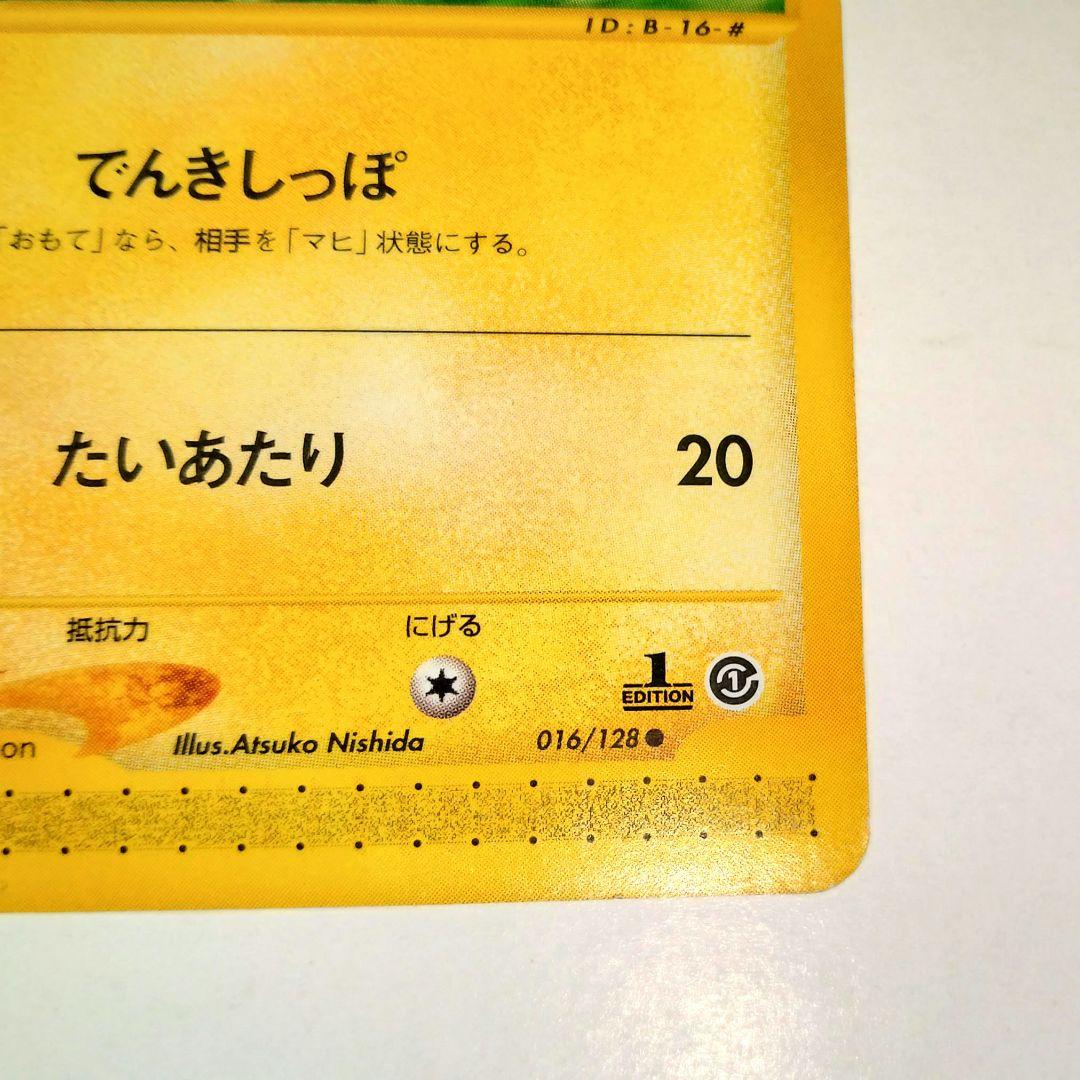 ID:B-16-#
でんきしっぽ
「おもて」なら、相手を「マヒ」状態にする。
たいあたり 20
抵抗力 にげる
1 EDITION 1
on Illus.Atsuko Nishida 016/128●